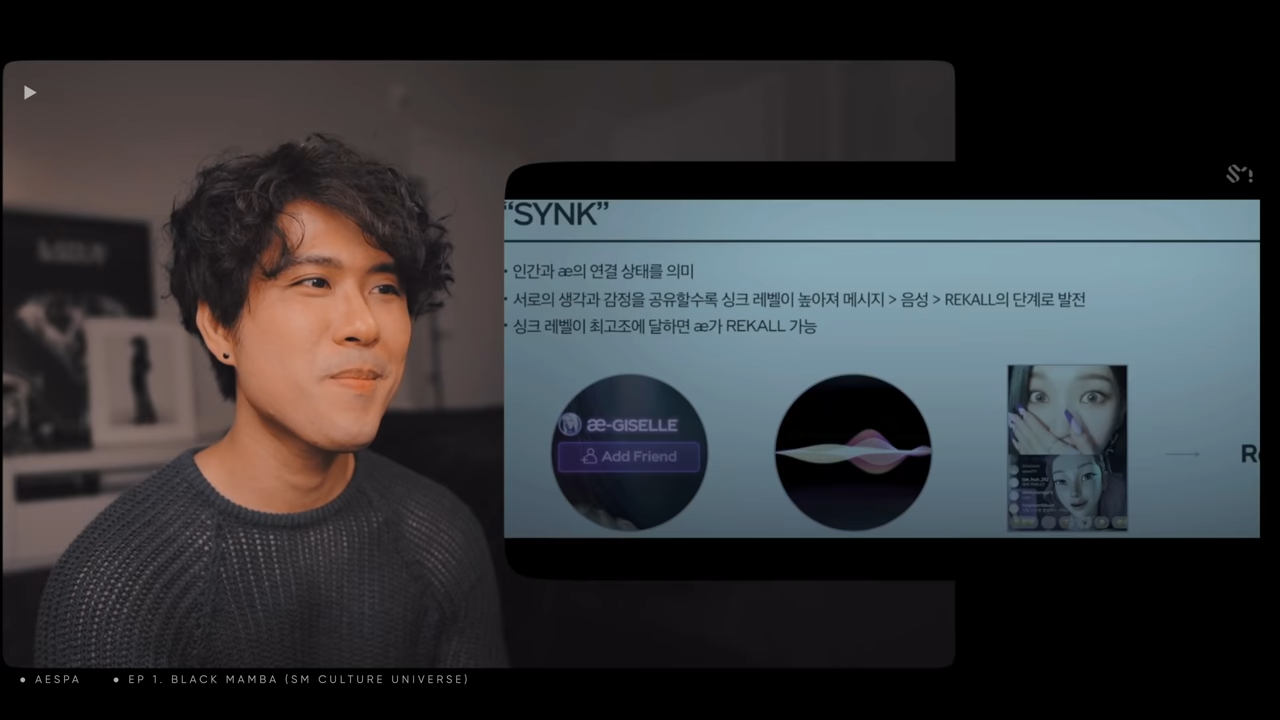 “SYNK”
• 인간과 æ의 연결 상태를 의미
• 서로의 생각과 감정을 공유할수록 싱크 레벨이 높아져 메시지 > 음성 > REKALL의 단계로 발전
• 싱크 레벨이 최고조에 달하면 æ가 REKALL 가능
æ-GISELLE
Add Friend
• AESPA • EP 1. BLACK MAMBA (SM CULTURE UNIVERSE)